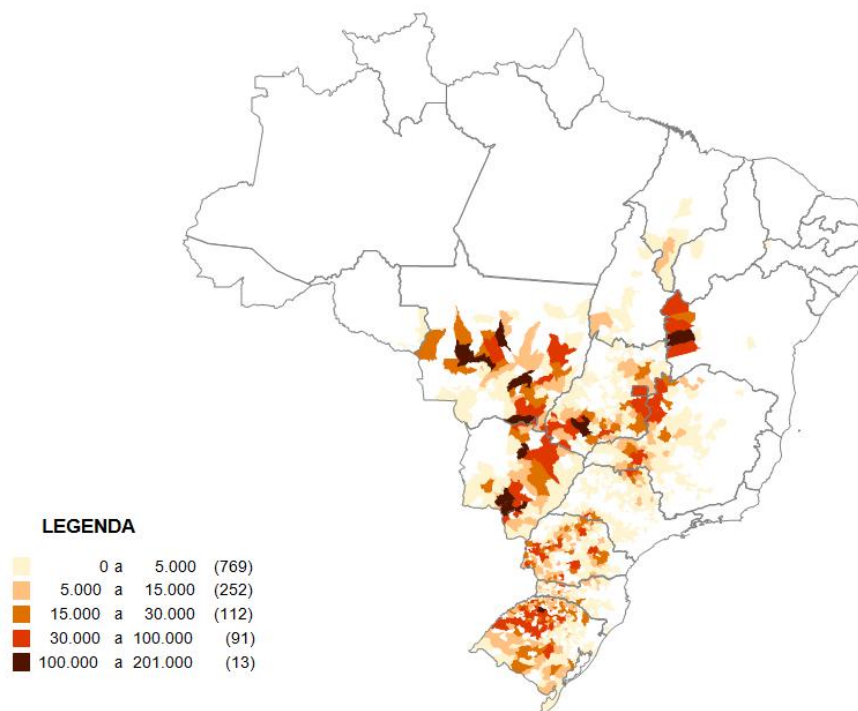 LEGENDA
0 a 5.000 (769)
5.000 a 15.000 (252)
15.000 a 30.000 (112)
30.000 a 100.000 (91)
100.000 a 201.000 (13)